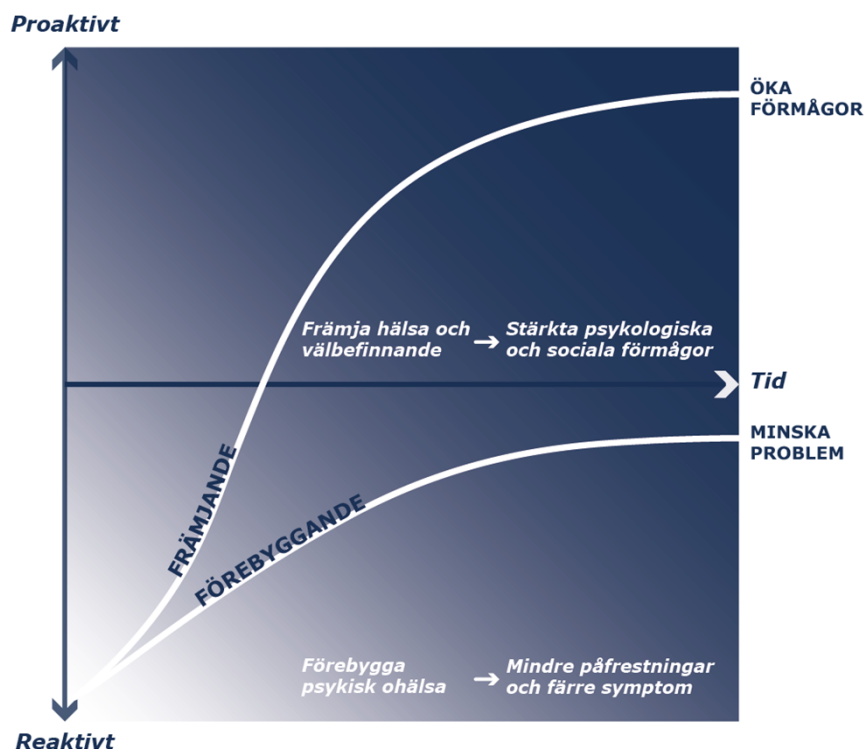 Proaktivt
ÖKA
FÖRMÅGOR
Främja hälsa och
välbefinnande
Stärkta psykologiska
och sociala förmågor
Tid
MINSKA
PROBLEM
FRÄMJANDE
FÖREBYGGANDE
Förebygga
psykisk ohälsa
Mindre påfrestningar
och färre symptom
Reaktivt